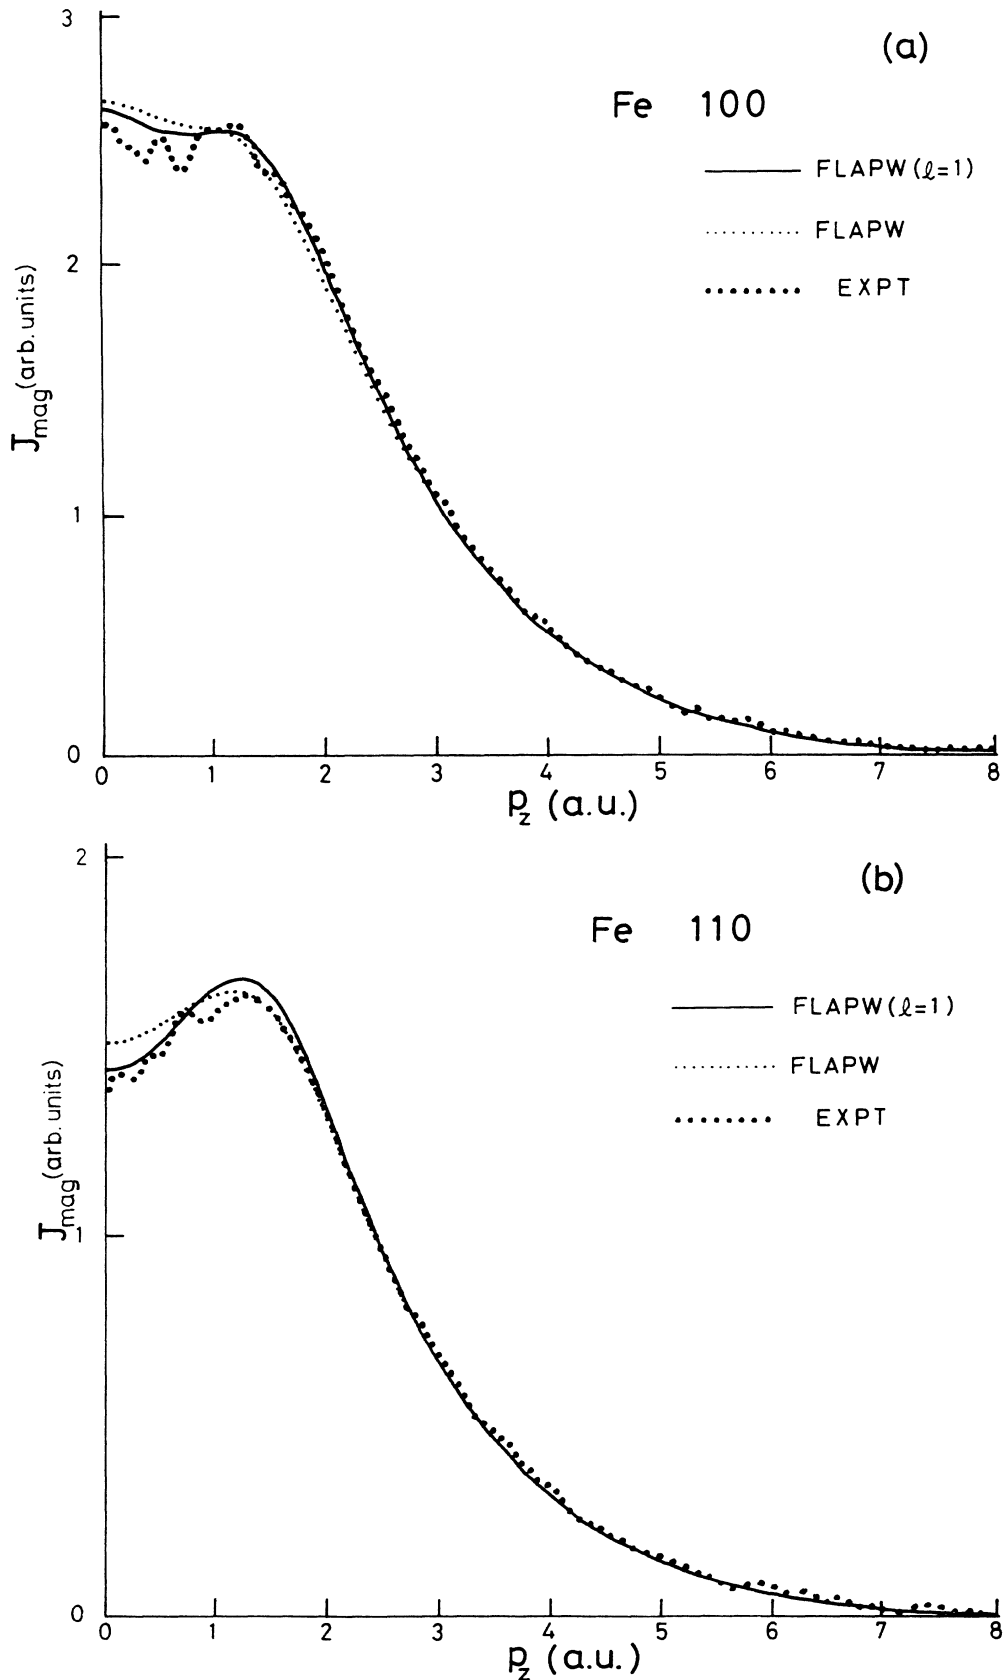 3
(a)
Fe 100
FLAPW (ℓ=1)
FLAPW
EXPT
2
1
0
J_mag (arb. units)
0 1 2 3 4 5 6 7 8
p_z (a.u.)
2
(b)
Fe 110
FLAPW (ℓ=1)
FLAPW
EXPT
1
0
J_mag (arb. units)
0 1 2 3 4 5 6 7 8
p_z (a.u.)